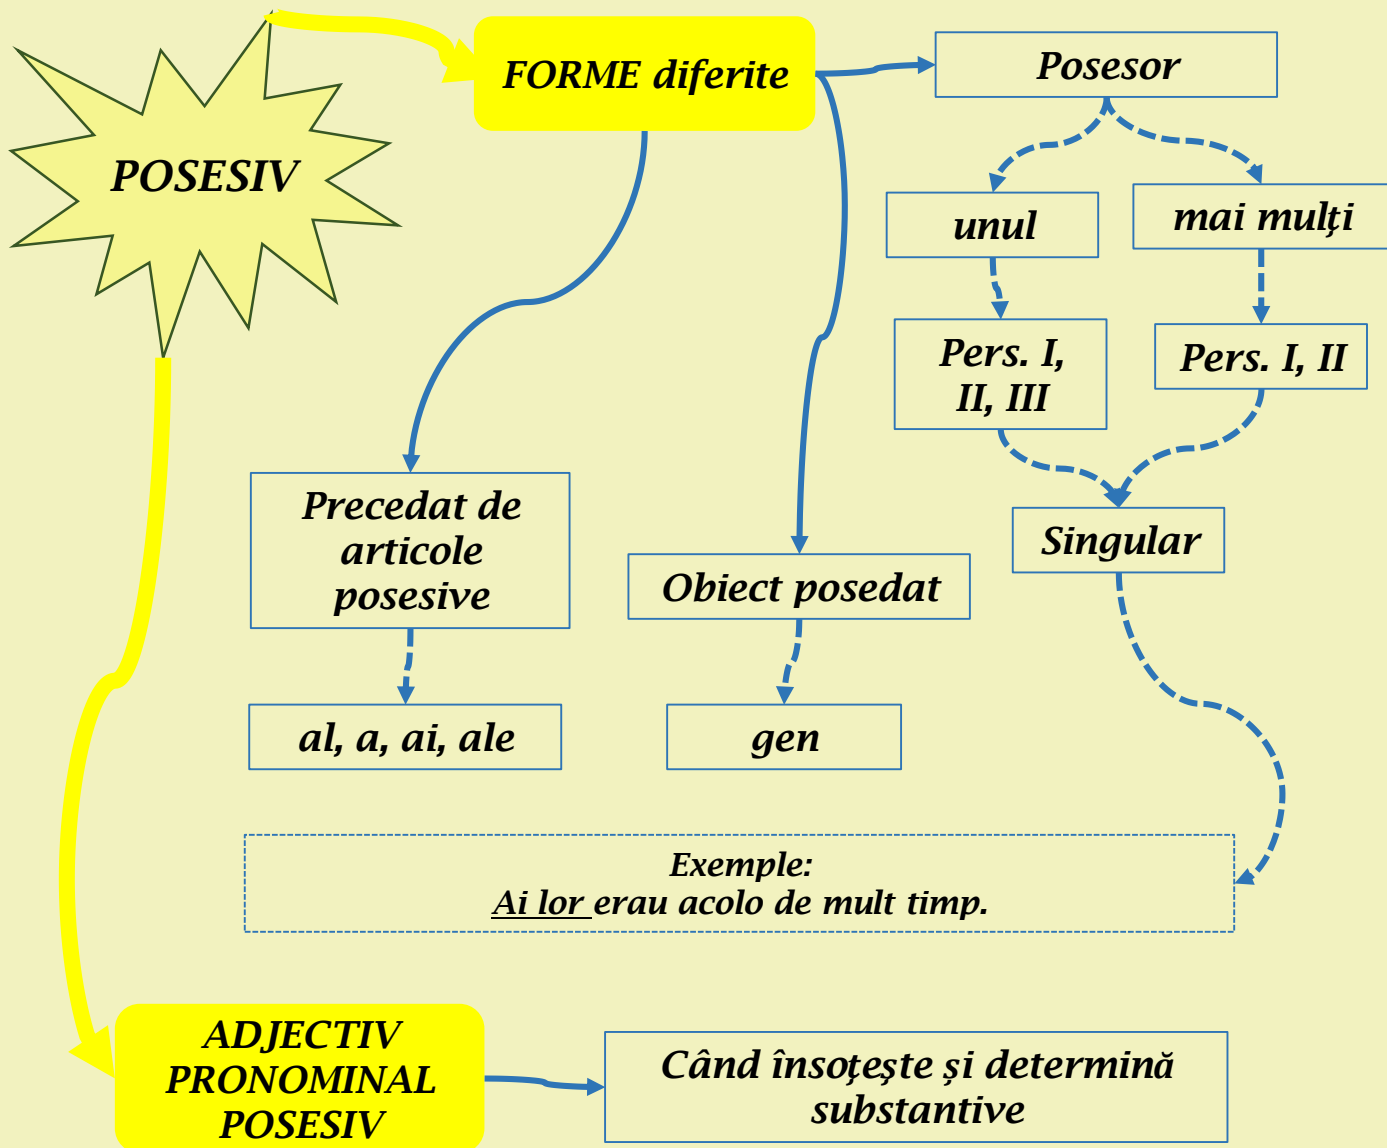 POSESIV
FORME diferite
Posesor
unul
mai mulți
Pers. I,
II, III
Pers. I, II
Singular
Precedat de
articole
posesive
Obiect posedat
al, a, ai, ale
gen
Exemple:
Ai lor erau acolo de mult timp.
ADJECTIV
PRONOMINAL
POSESIV
Când însoțește și determină
substantive